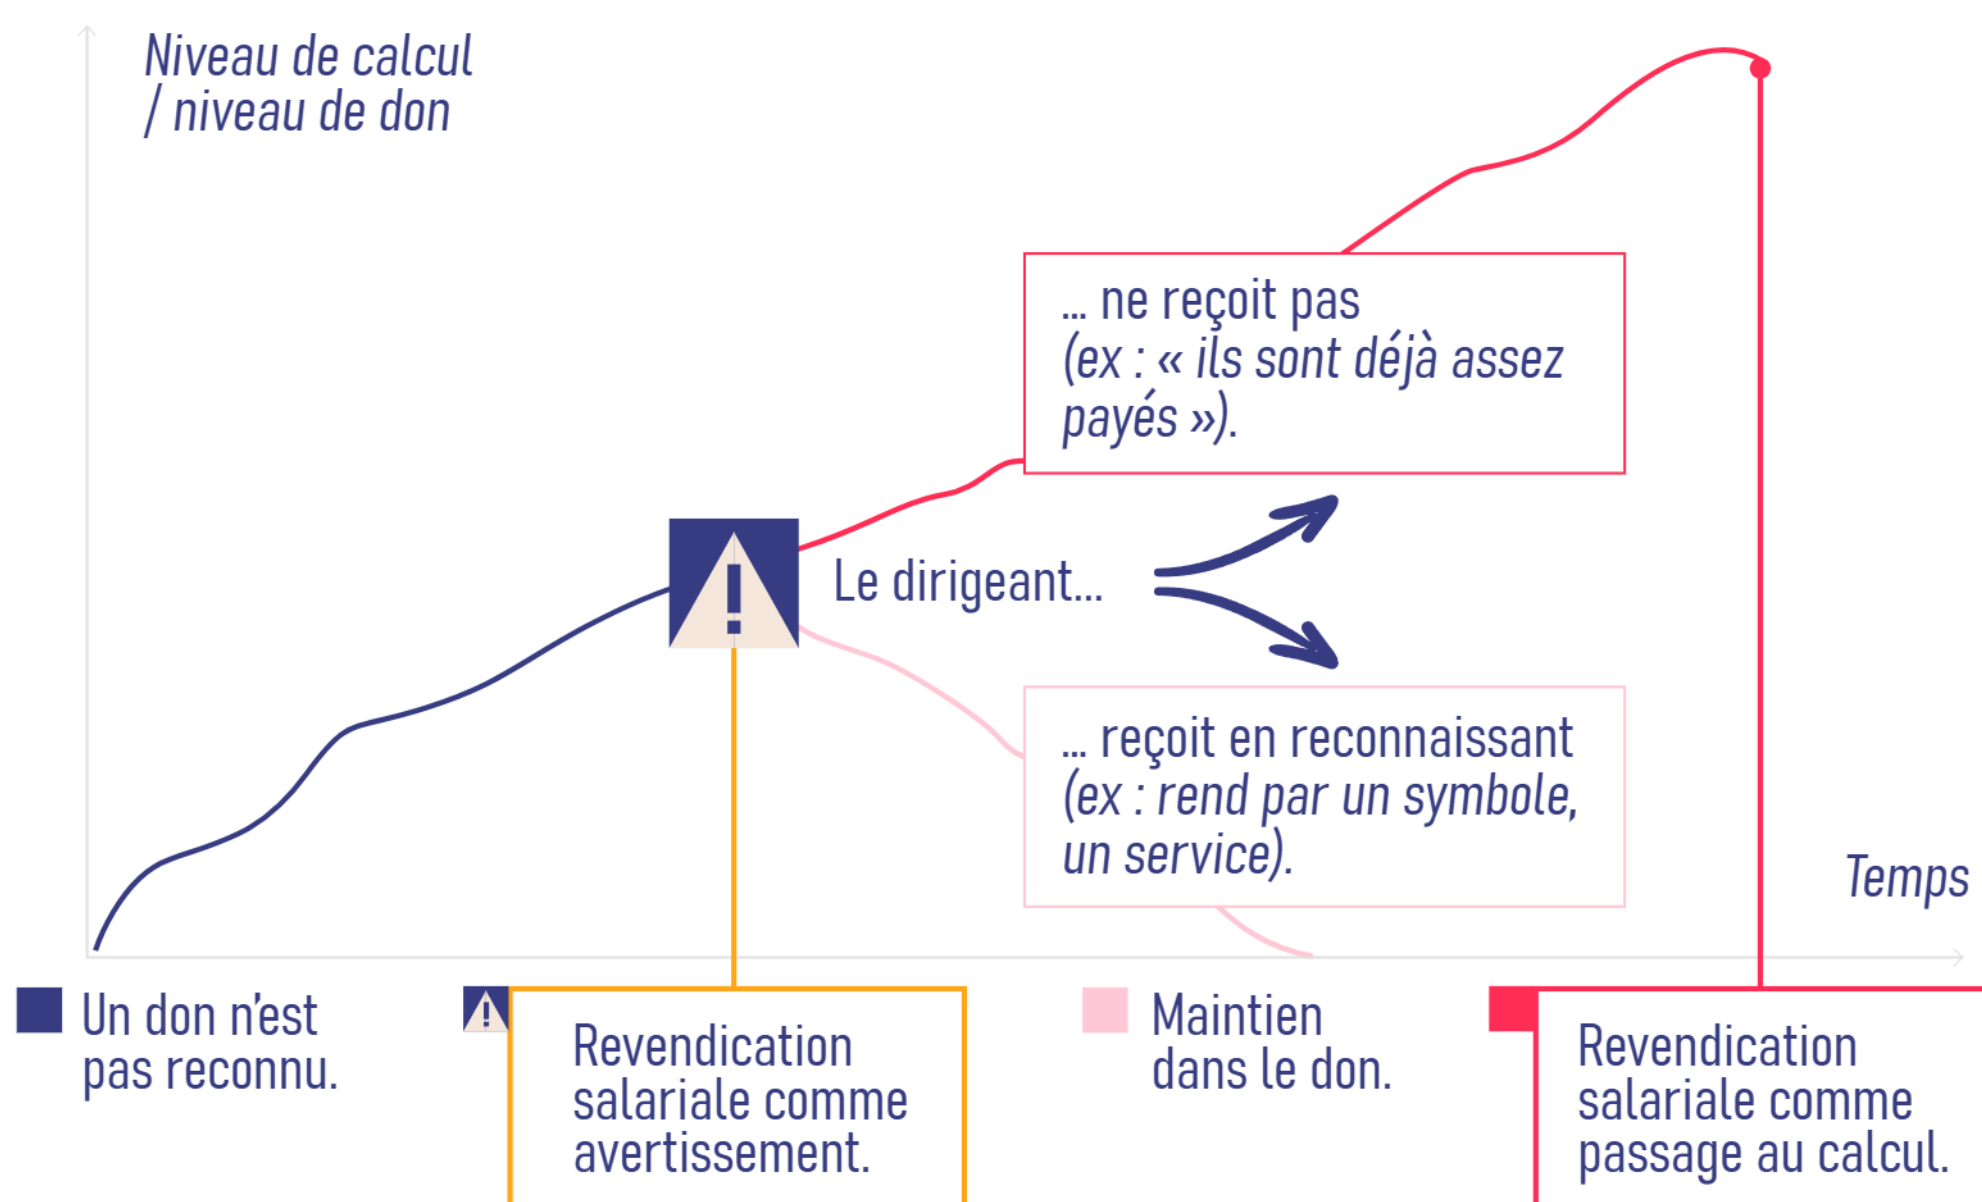 Niveau de calcul
/ niveau de don
... ne reçoit pas
(ex : « ils sont déjà assez
payés »).
Le dirigeant...
... reçoit en reconnaissant
(ex : rend par un symbole,
un service).
Temps
Un don n'est
pas reconnu.
Revendication
salariale comme
avertissement.
Maintien
dans le don.
Revendication
salariale comme
passage au calcul.